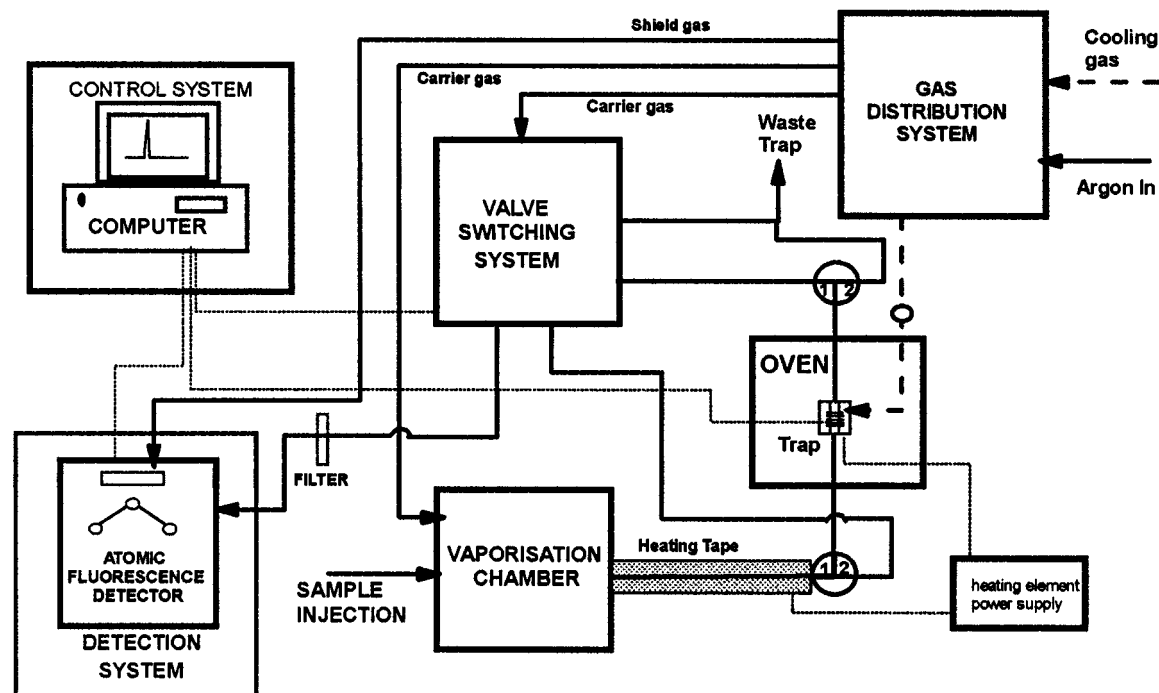 Shield gas
Carrier gas
Carrier gas
Cooling
gas
GAS
DISTRIBUTION
SYSTEM
Argon In
CONTROL SYSTEM
COMPUTER
Waste
Trap
VALVE
SWITCHING
SYSTEM
1 2
OVEN
Trap
FILTER
ATOMIC
FLUORESCENCE
DETECTOR
DETECTION
SYSTEM
SAMPLE
INJECTION
VAPORISATION
CHAMBER
Heating Tape
1 2
heating element
power supply